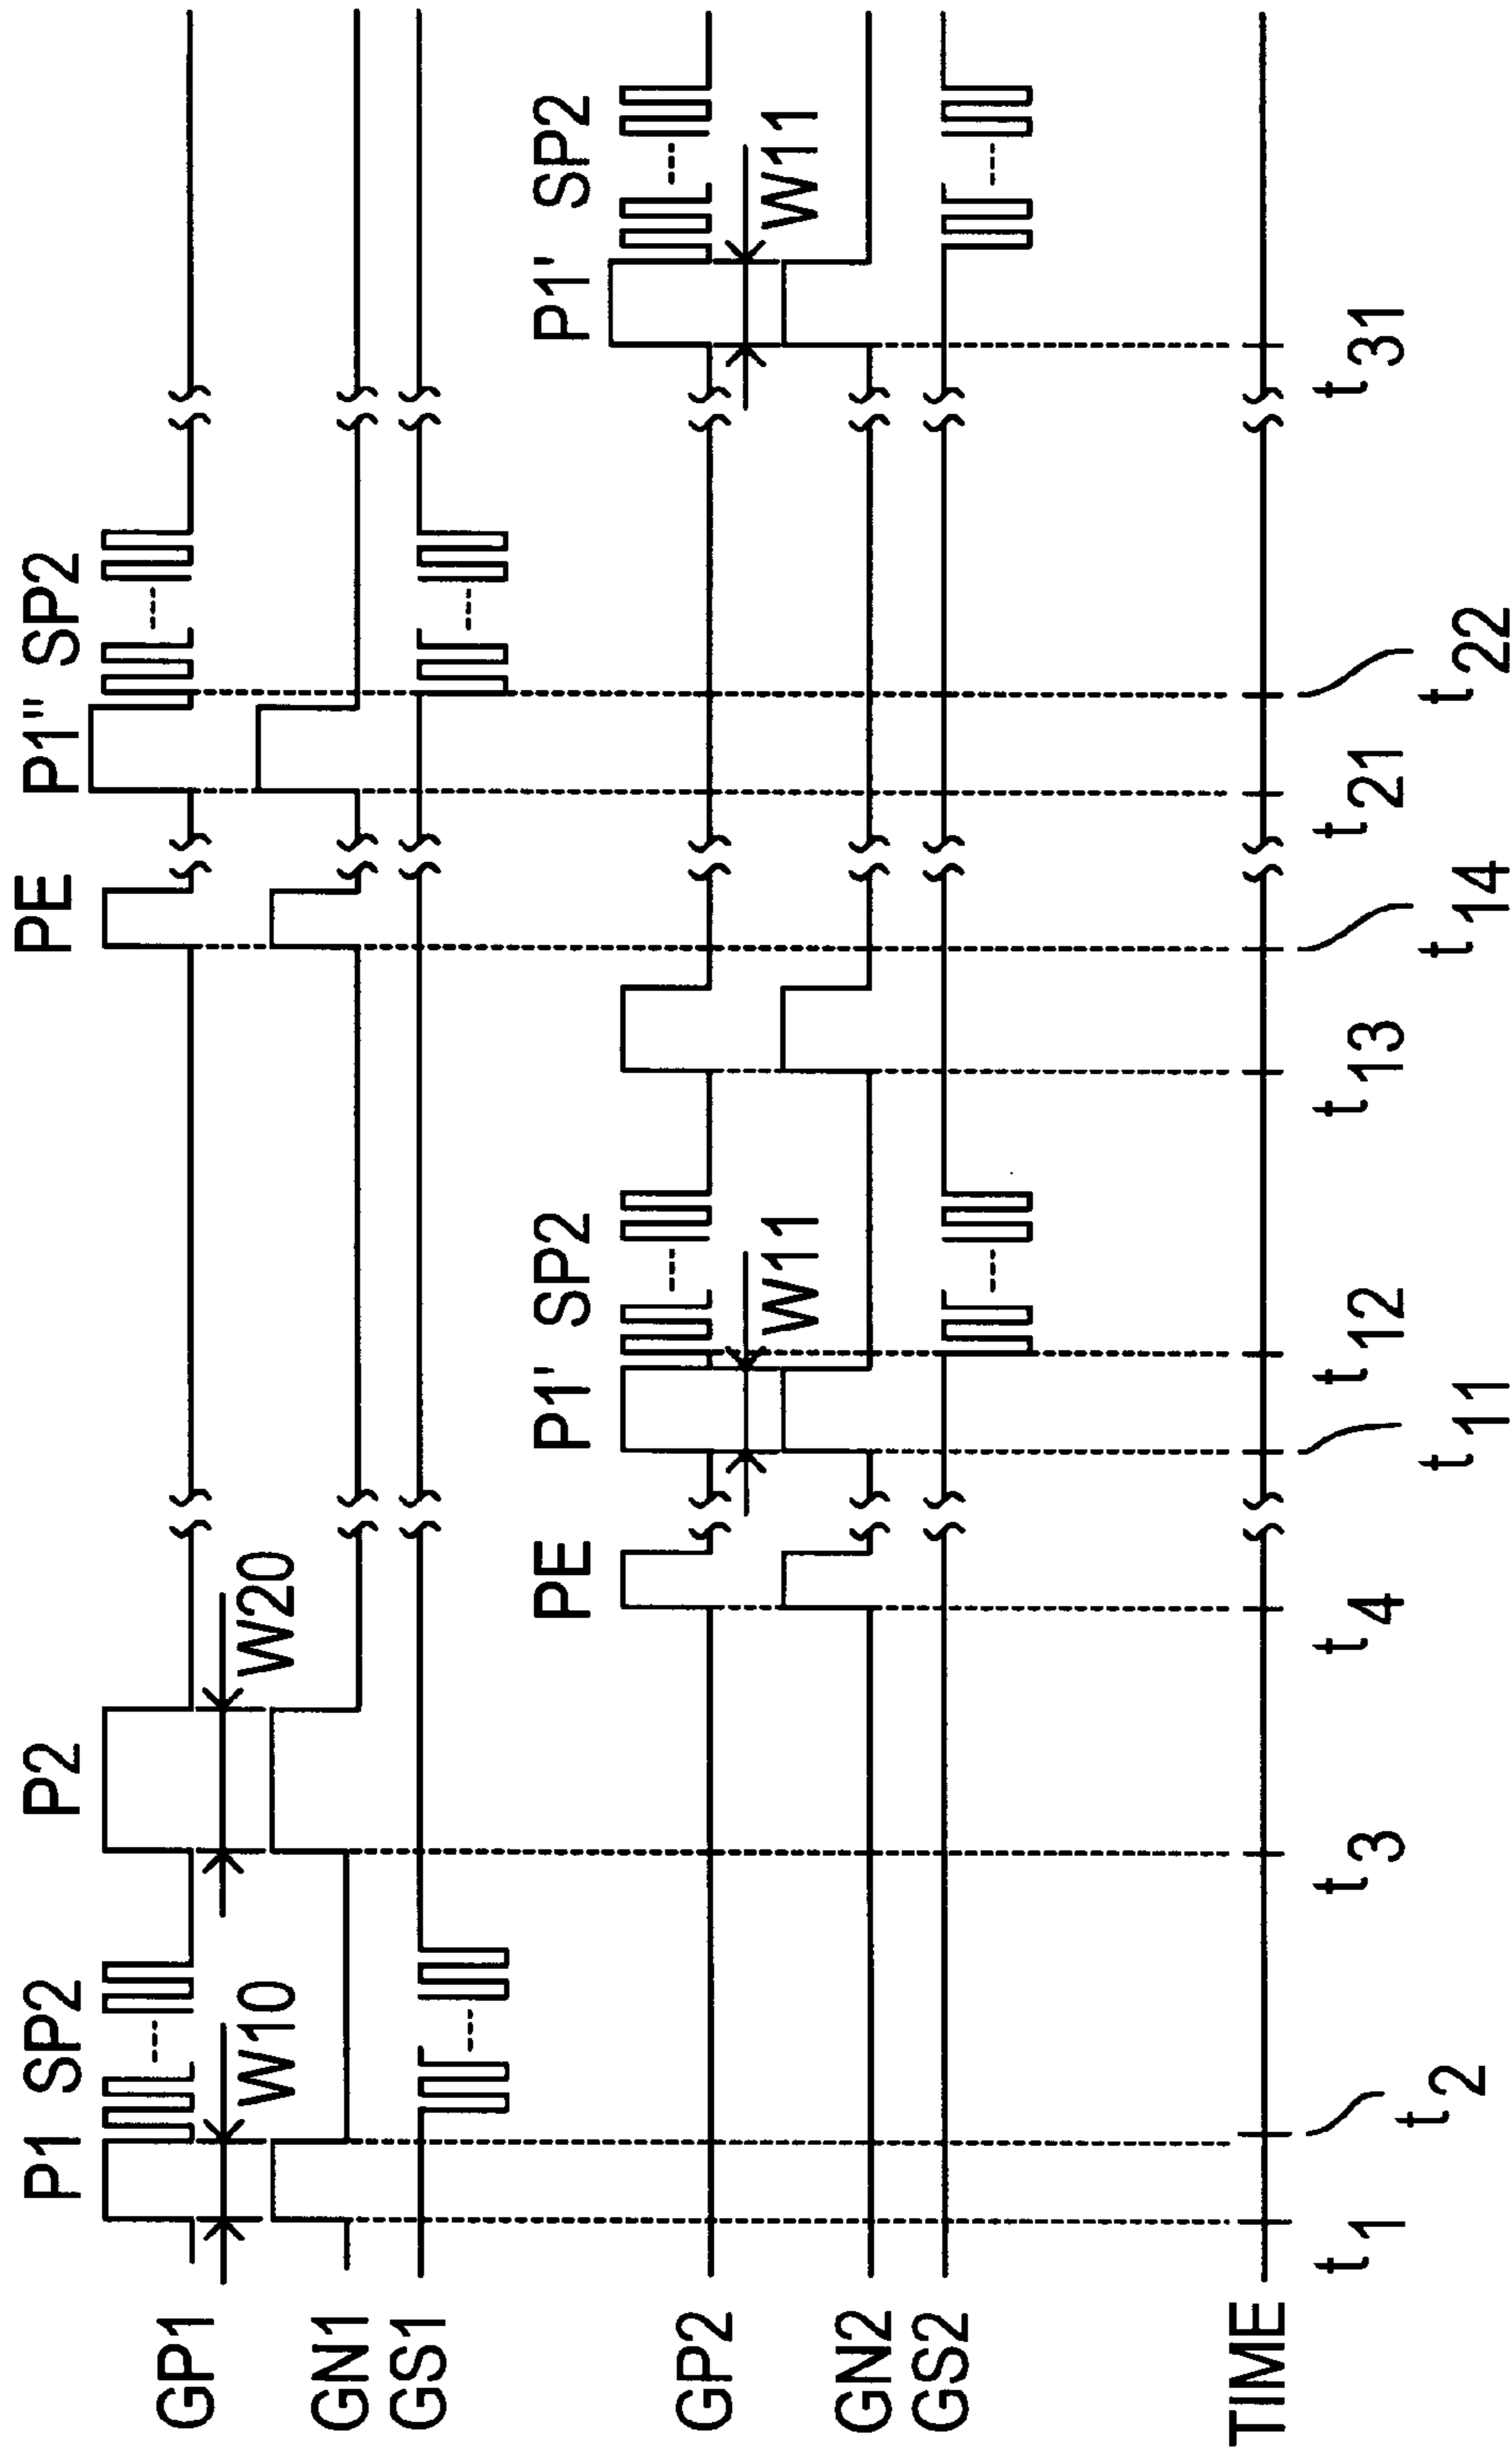 P1 SP2 P2 PE P1" SP2
W10 W20
GP1
GN1
GS1
PE P1' SP2 P1' SP2
W11 W11
GP2
GN2
GS2
TIME
t1 t2 t3 t4 t11 t12 t13 t14 t21 t22 t31